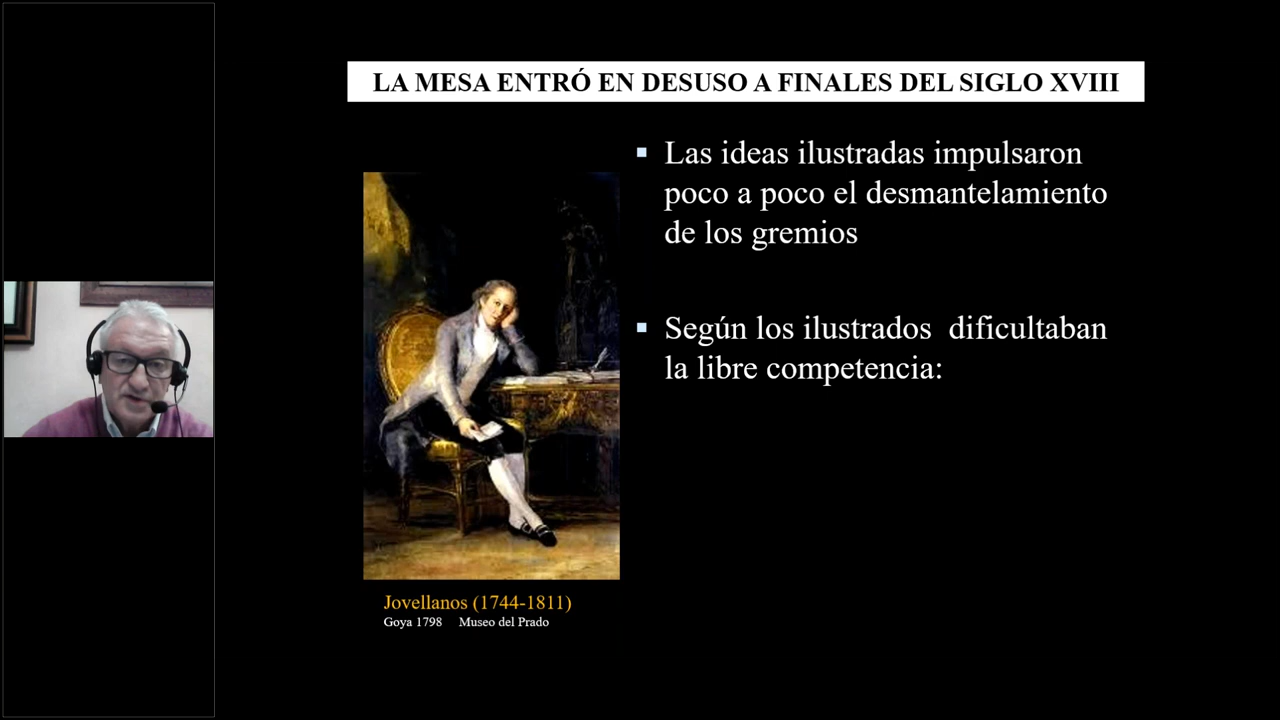 LA MESA ENTRÓ EN DESUSO A FINALES DEL SIGLO XVIII
Las ideas ilustradas impulsaron
poco a poco el desmantelamiento
de los gremios
Según los ilustrados dificultaban
la libre competencia:
Jovellanos (1744-1811)
Goya 1798 Museo del Prado